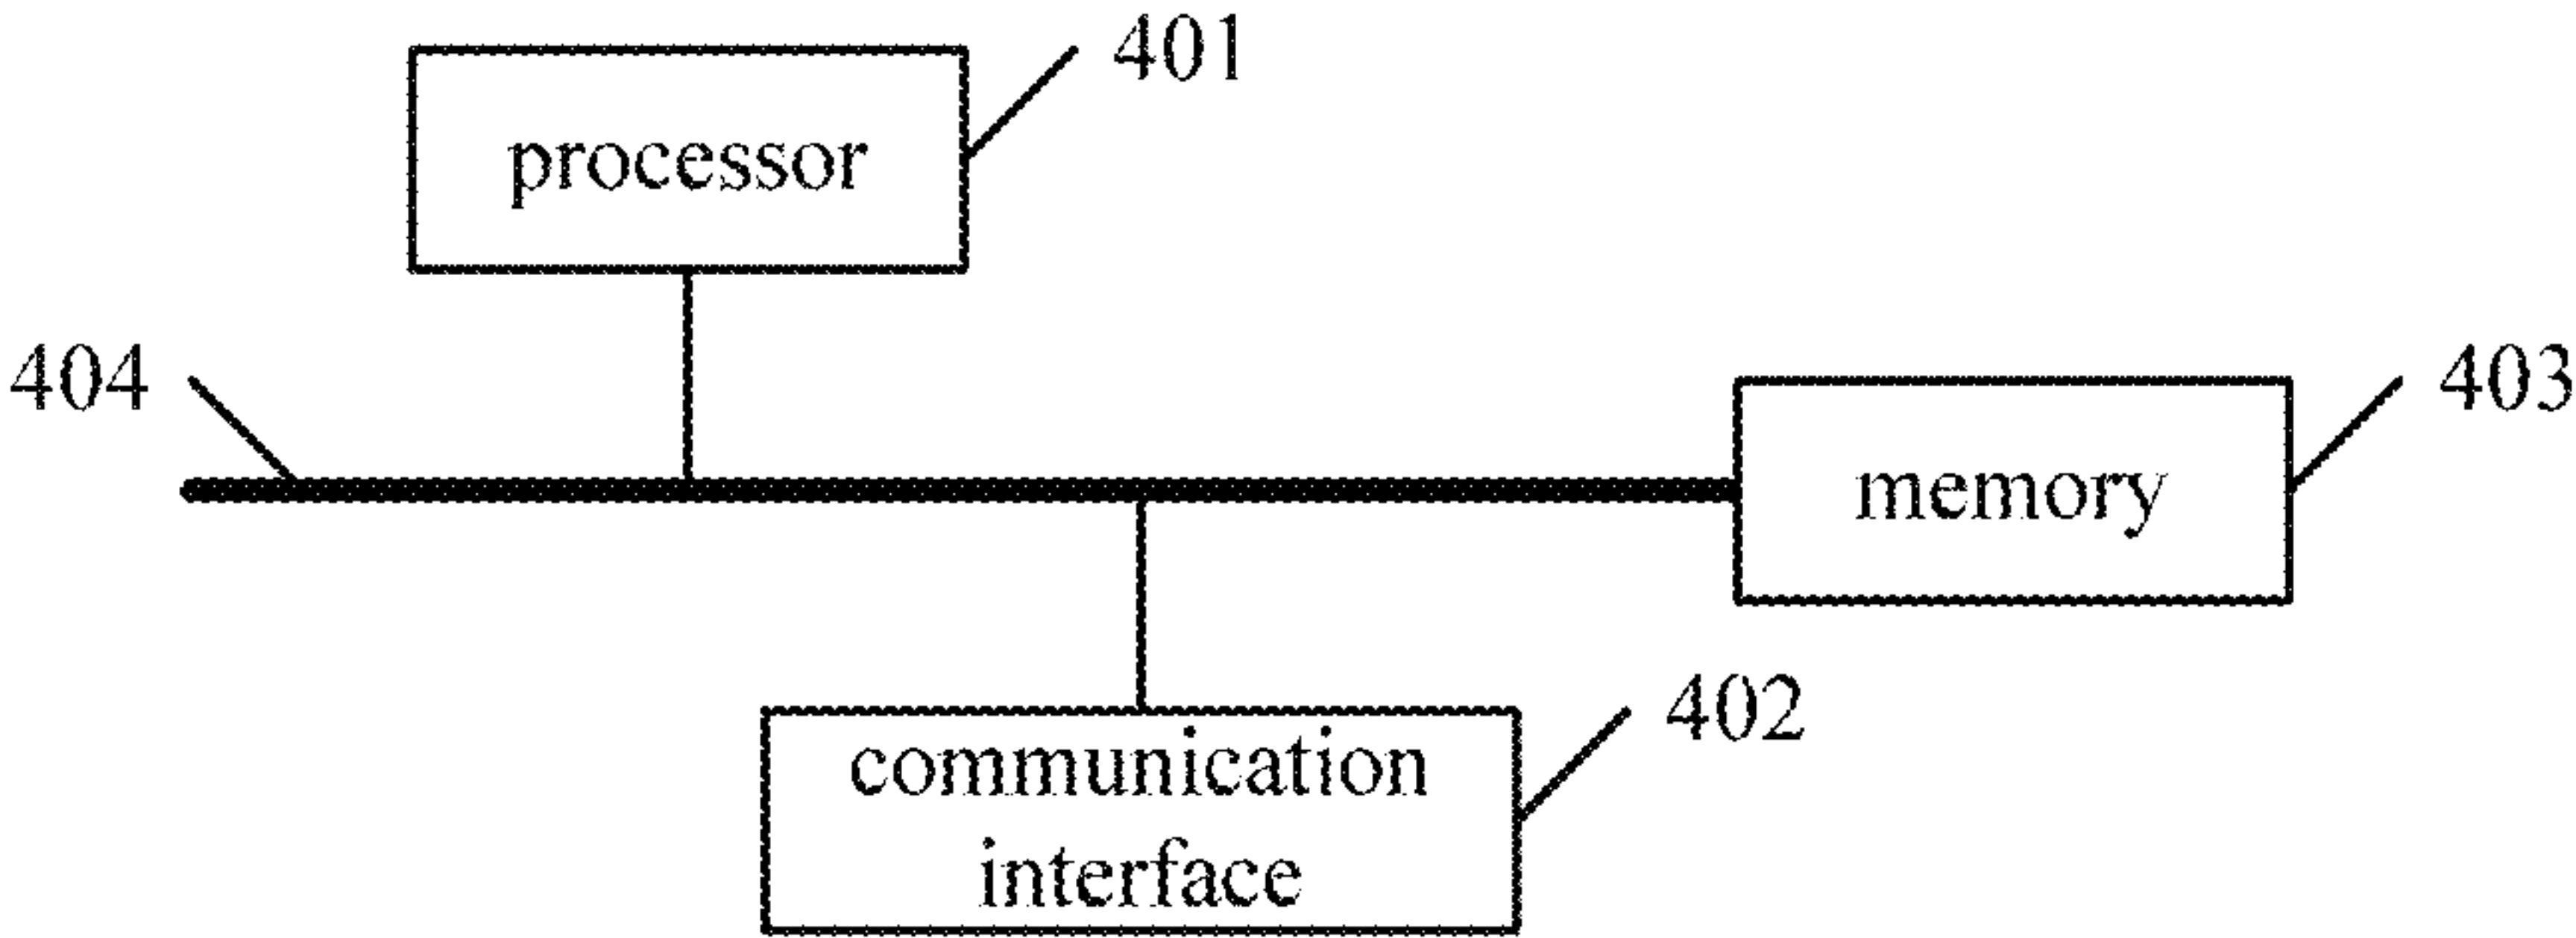 401
processor
404
403
memory
402
communication
interface